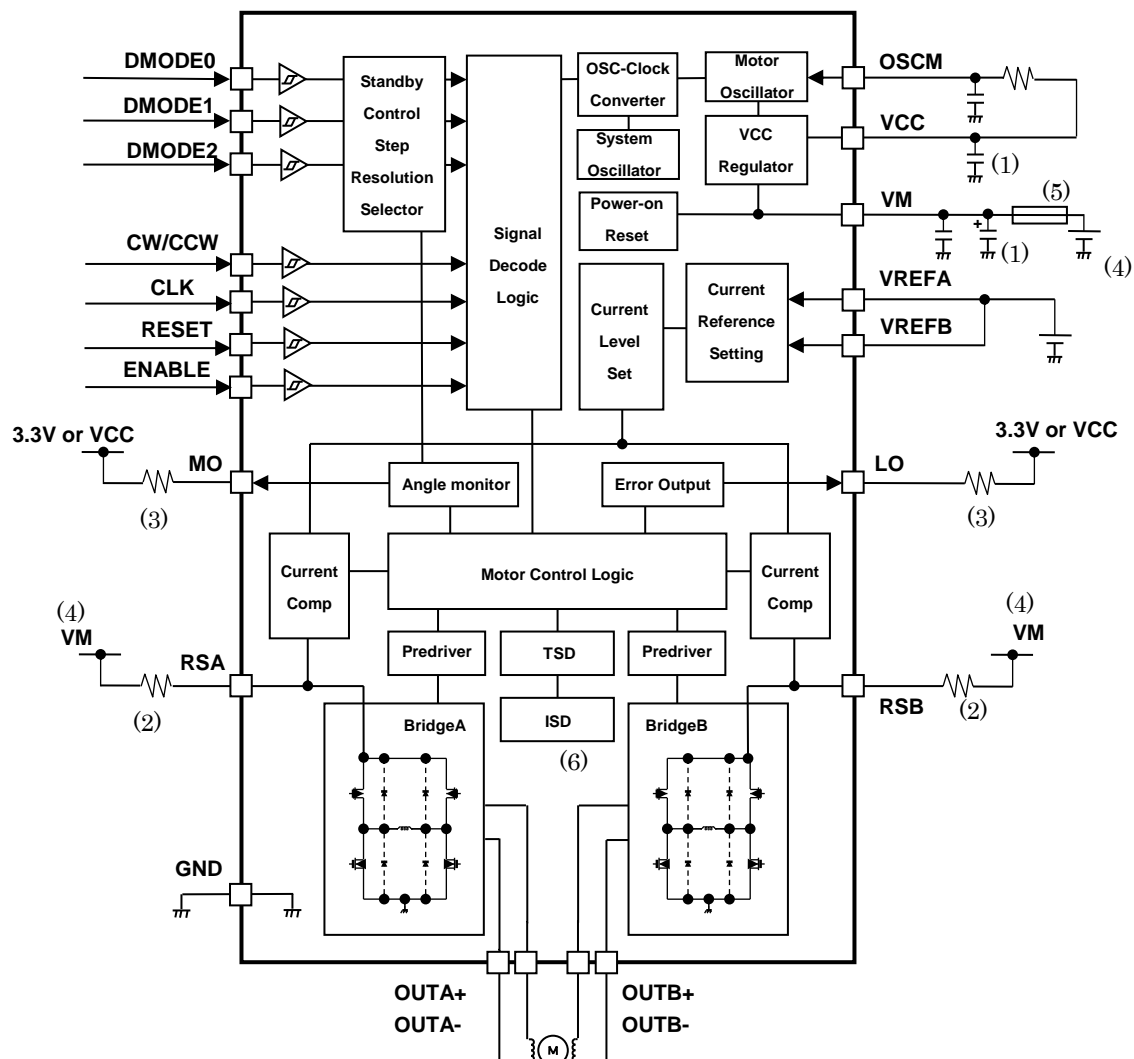 DMODE0
DMODE1
DMODE2
CW/CCW
CLK
RESET
ENABLE
Standby
Control
Step
Resolution
Selector
Signal
Decode
Logic
OSC-Clock
Converter
System
Oscillator
Motor
Oscillator
VCC
Regulator
Power-on
Reset
Current
Level
Set
Current
Reference
Setting
OSCM
VCC
(1)
VM
(5)
+
(1)
(4)
VREFA
VREFB
3.3V or VCC
MO
(3)
Angle monitor
Error Output
3.3V or VCC
LO
(3)
Current
Comp
Motor Control Logic
Current
Comp
(4)
VM
RSA
(2)
Predriver
TSD
Predriver
ISD
(6)
(4)
VM
RSB
(2)
BridgeA
BridgeB
GND
OUTA+
OUTA-
OUTB+
OUTB-
M